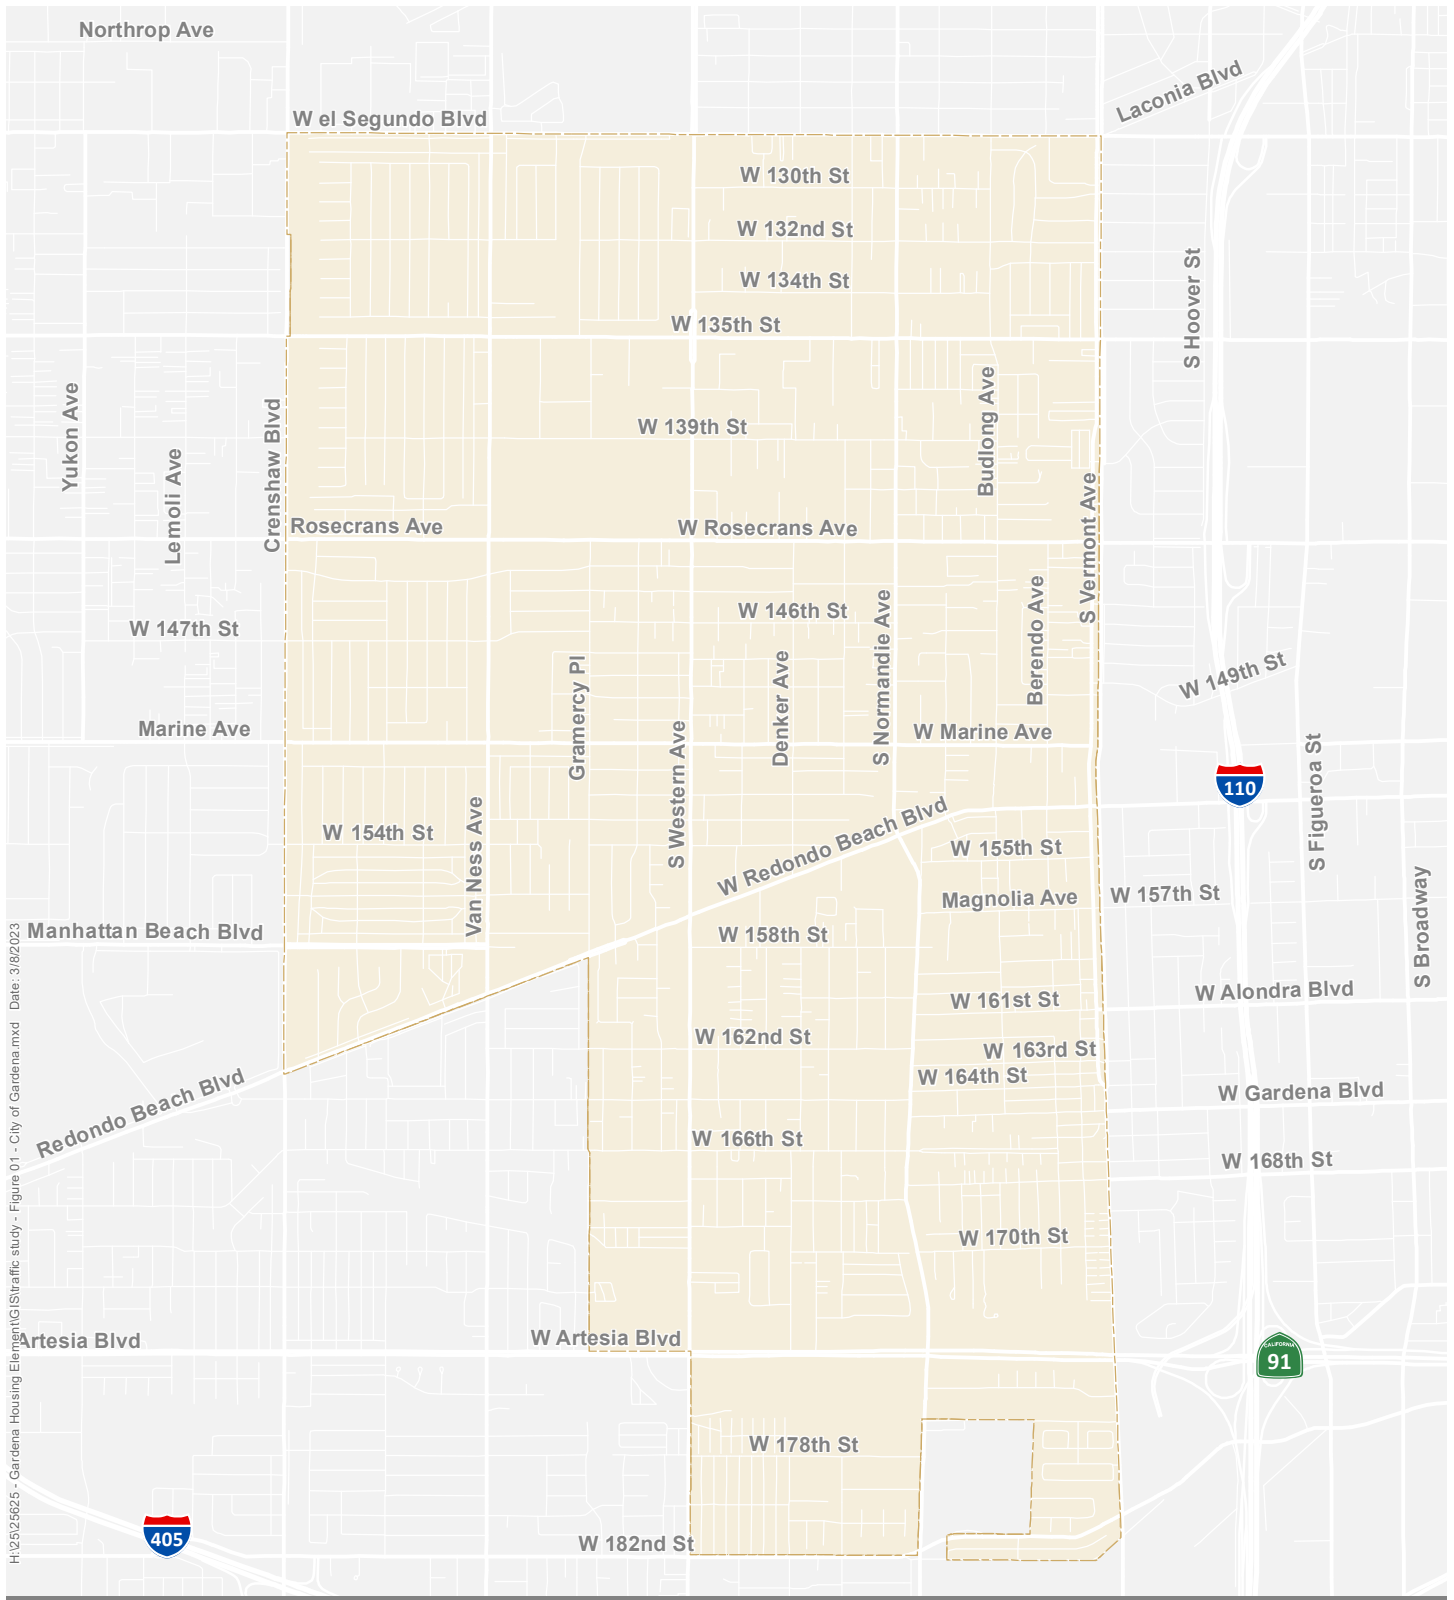 Northrop Ave
Laconia Blvd
W el Segundo Blvd
W 130th St
W 132nd St
W 134th St
S Hoover St
W 135th St
Yukon Ave
Lemoli Ave
Crenshaw Blvd
Budlong Ave
W 139th St
S Vermont Ave
Rosecrans Ave
W Rosecrans Ave
W 146th St
Berendo Ave
S Normandie Ave
W 147th St
W 149th St
Gramercy Pl
Denker Ave
Marine Ave
W Marine Ave
S Western Ave
S Figueroa St
110
Van Ness Ave
W 154th St
W Redondo Beach Blvd
W 155th St
Magnolia Ave
W 157th St
S Broadway
Manhattan Beach Blvd
W 158th St
W Alondra Blvd
W 161st St
W 162nd St
W 163rd St
W 164th St
Redondo Beach Blvd
W Gardena Blvd
W 166th St
W 168th St
W 170th St
Artesia Blvd
W Artesia Blvd
CALIFORNIA
91
W 178th St
405
W 182nd St
H:\25\25625 - Gardena Housing Element\GIS\traffic study - Figure 01 - City of Gardena.mxd Date: 3/8/2023